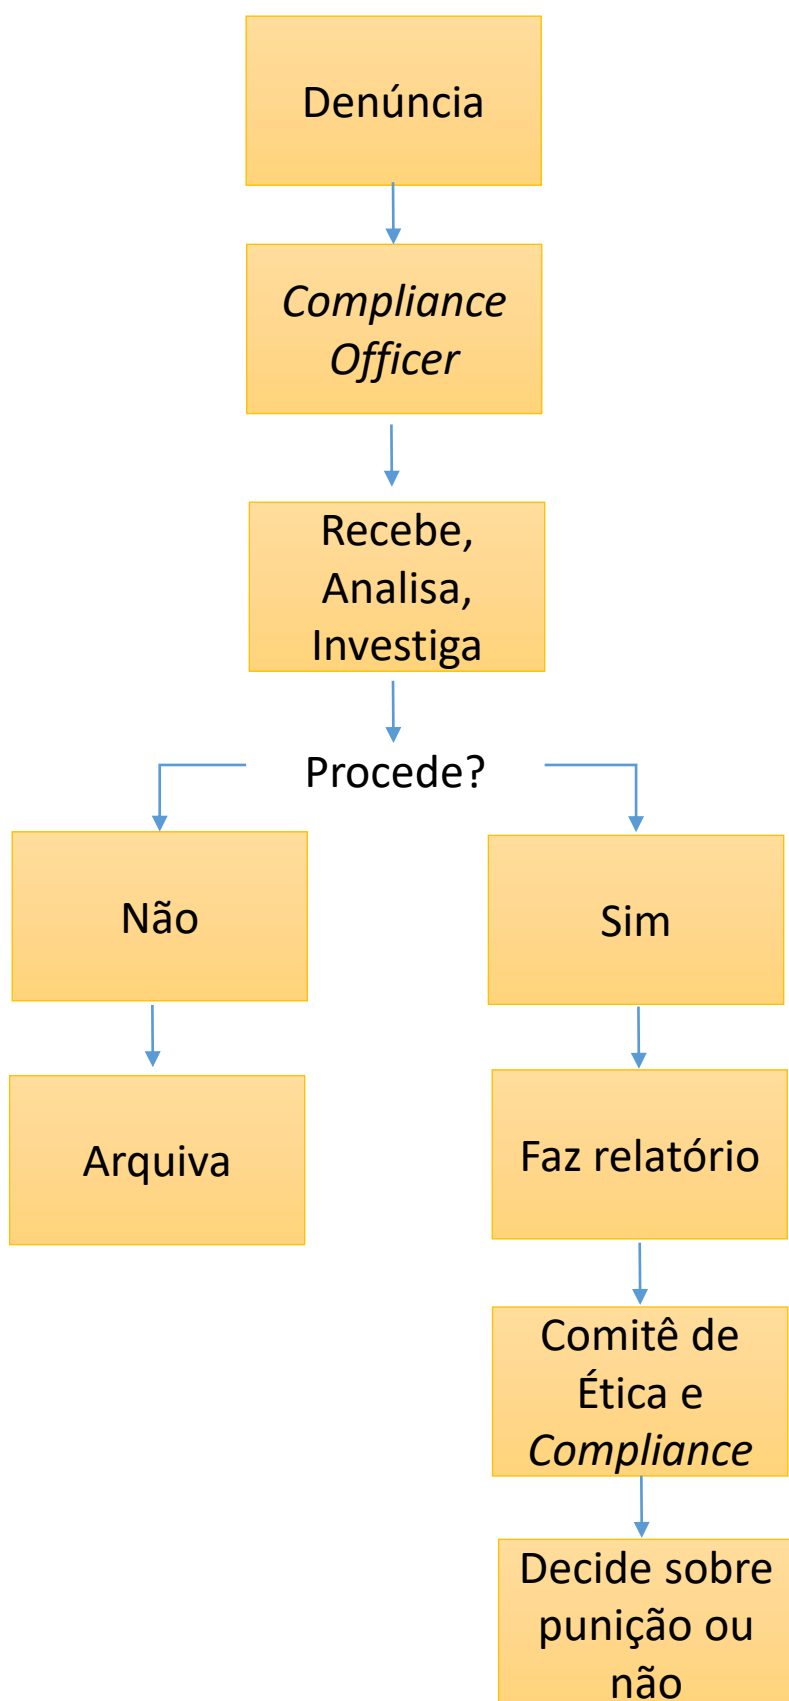 Denúncia
Compliance
Officer
Recebe,
Analisa,
Investiga
Procede?
Não
Sim
Arquiva
Faz relatório
Comitê de
Ética e
Compliance
Decide sobre
punição ou
não